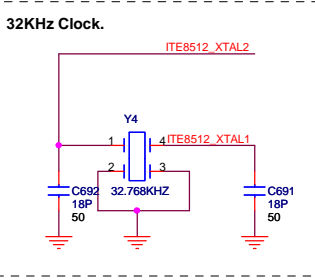 32KHz Clock.
ITE8512_XTAL2
Y4
1
4
ITE8512_XTAL1
2
3
C692
18P
50
32.768KHZ
C691
18P
50